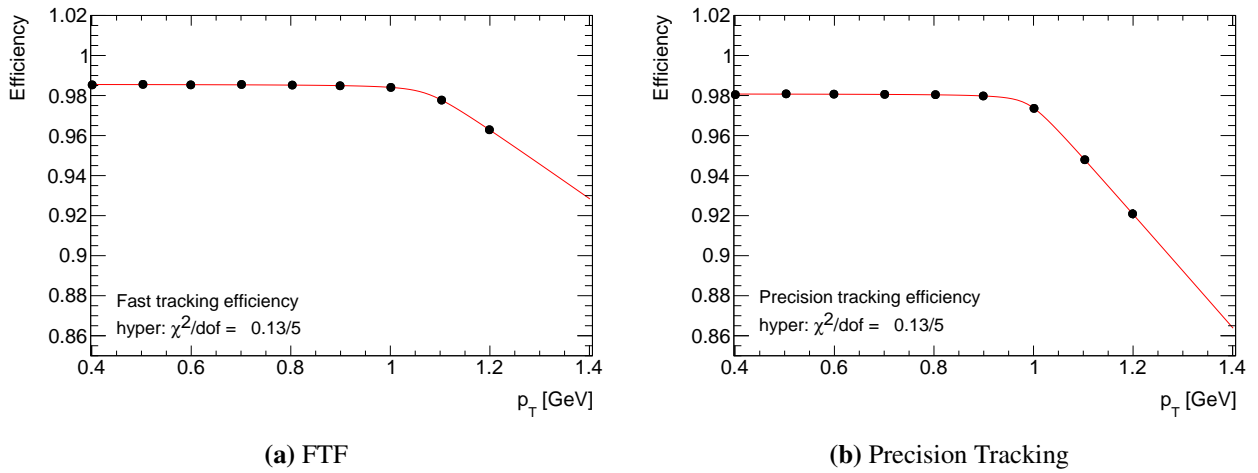 Efficiency
1.02
1
0.98
0.96
0.94
0.92
0.9
0.88
0.86
Fast tracking efficiency
hyper: χ²/dof = 0.13/5
0.4 0.6 0.8 1 1.2 1.4
p_T [GeV]
(a) FTF
Efficiency
1.02
1
0.98
0.96
0.94
0.92
0.9
0.88
0.86
Precision tracking efficiency
hyper: χ²/dof = 0.13/5
0.4 0.6 0.8 1 1.2 1.4
p_T [GeV]
(b) Precision Tracking